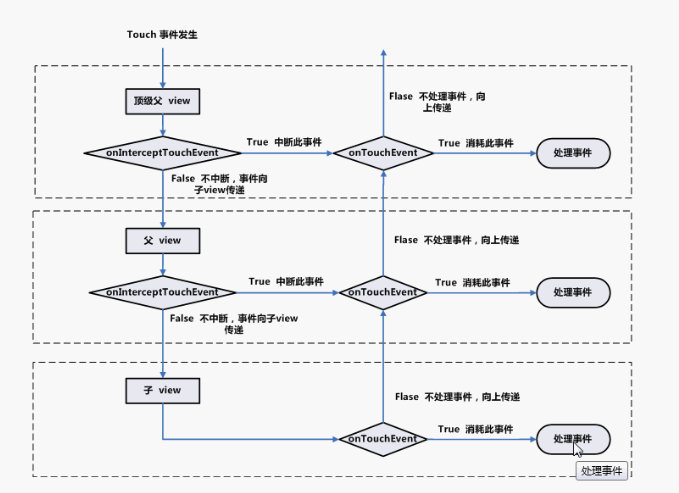 Touch 事件发生
顶级父 view
onInterceptTouchEvent
True 中断此事件
onTouchEvent
True 消耗此事件
处理事件
Flase 不处理事件，向
上传递
False 不中断，事件向
子view传递
父 view
onInterceptTouchEvent
True 中断此事件
onTouchEvent
True 消耗此事件
处理事件
Flase 不处理事件，向上传递
False 不中断，事件向子view
传递
子 view
onTouchEvent
True 消耗此事件
处理事件
Flase 不处理事件，向上传递
处理事件